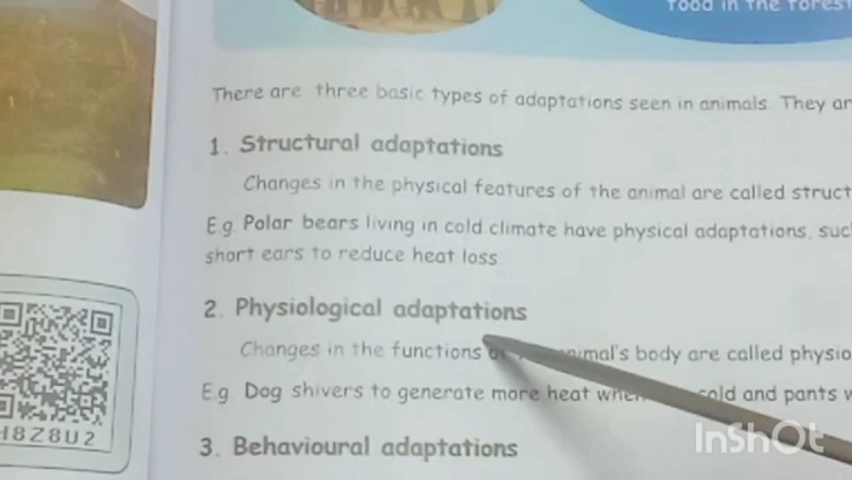 food in the forest
There are three basic types of adaptations seen in animals. They ar
1. Structural adaptations
Changes in the physical features of the animal are called struct
E.g. Polar bears living in cold climate have physical adaptations, suc
short ears to reduce heat loss.
2. Physiological adaptations
Changes in the functions animal's body are called physio
E.g. Dog shivers to generate more heat when cold and pants w
3. Behavioural adaptations
H8Z8U2
InShOt